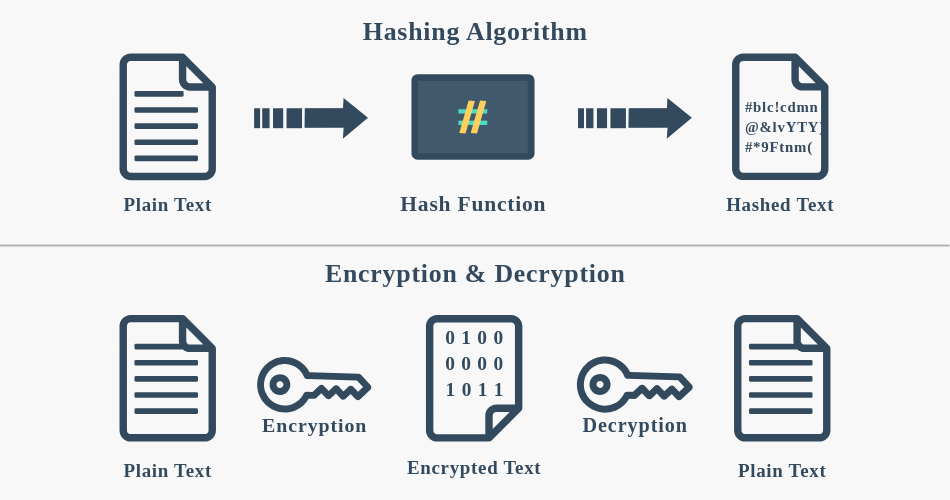 Hashing Algorithm
#
#blc!cdmn
@&lvYTY
#*9Ftnm(
Plain Text
Hash Function
Hashed Text
Encryption & Decryption
0 1 0 0
0 0 0 0
1 0 1 1
Encryption
Decryption
Plain Text
Encrypted Text
Plain Text